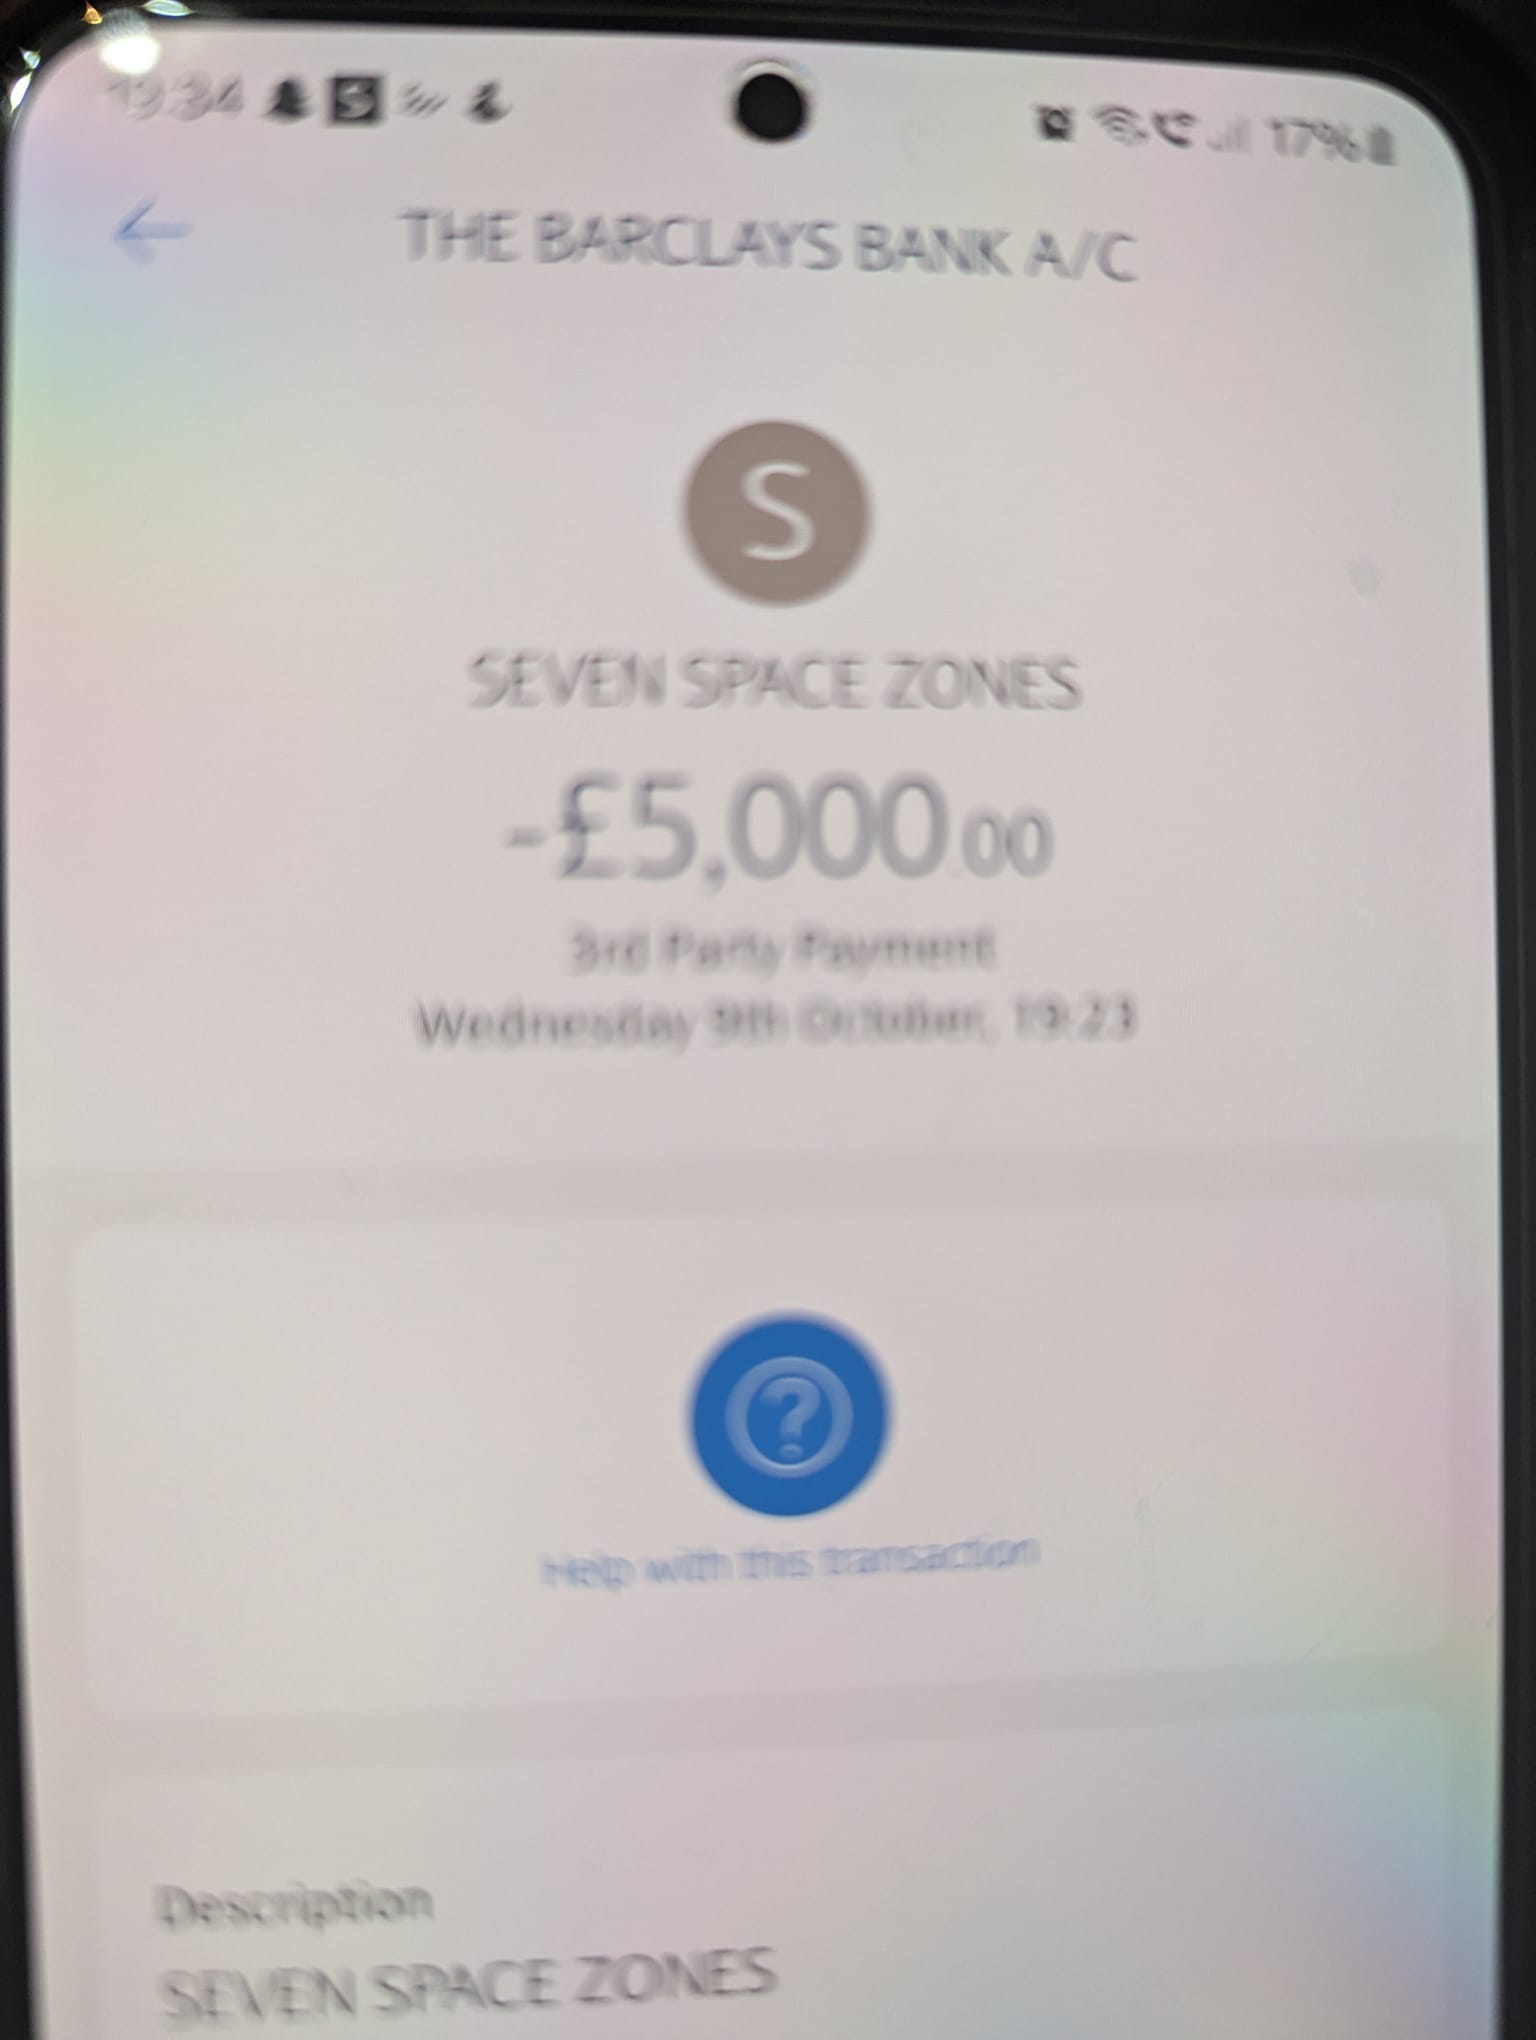 19:34 S 17%
THE BARCLAYS BANK A/C
S
SEVEN SPACE ZONES
-£5,000.00
3rd Party Payment
Wednesday 9th October, 19:23
?
Help with this transaction
Description
SEVEN SPACE ZONES